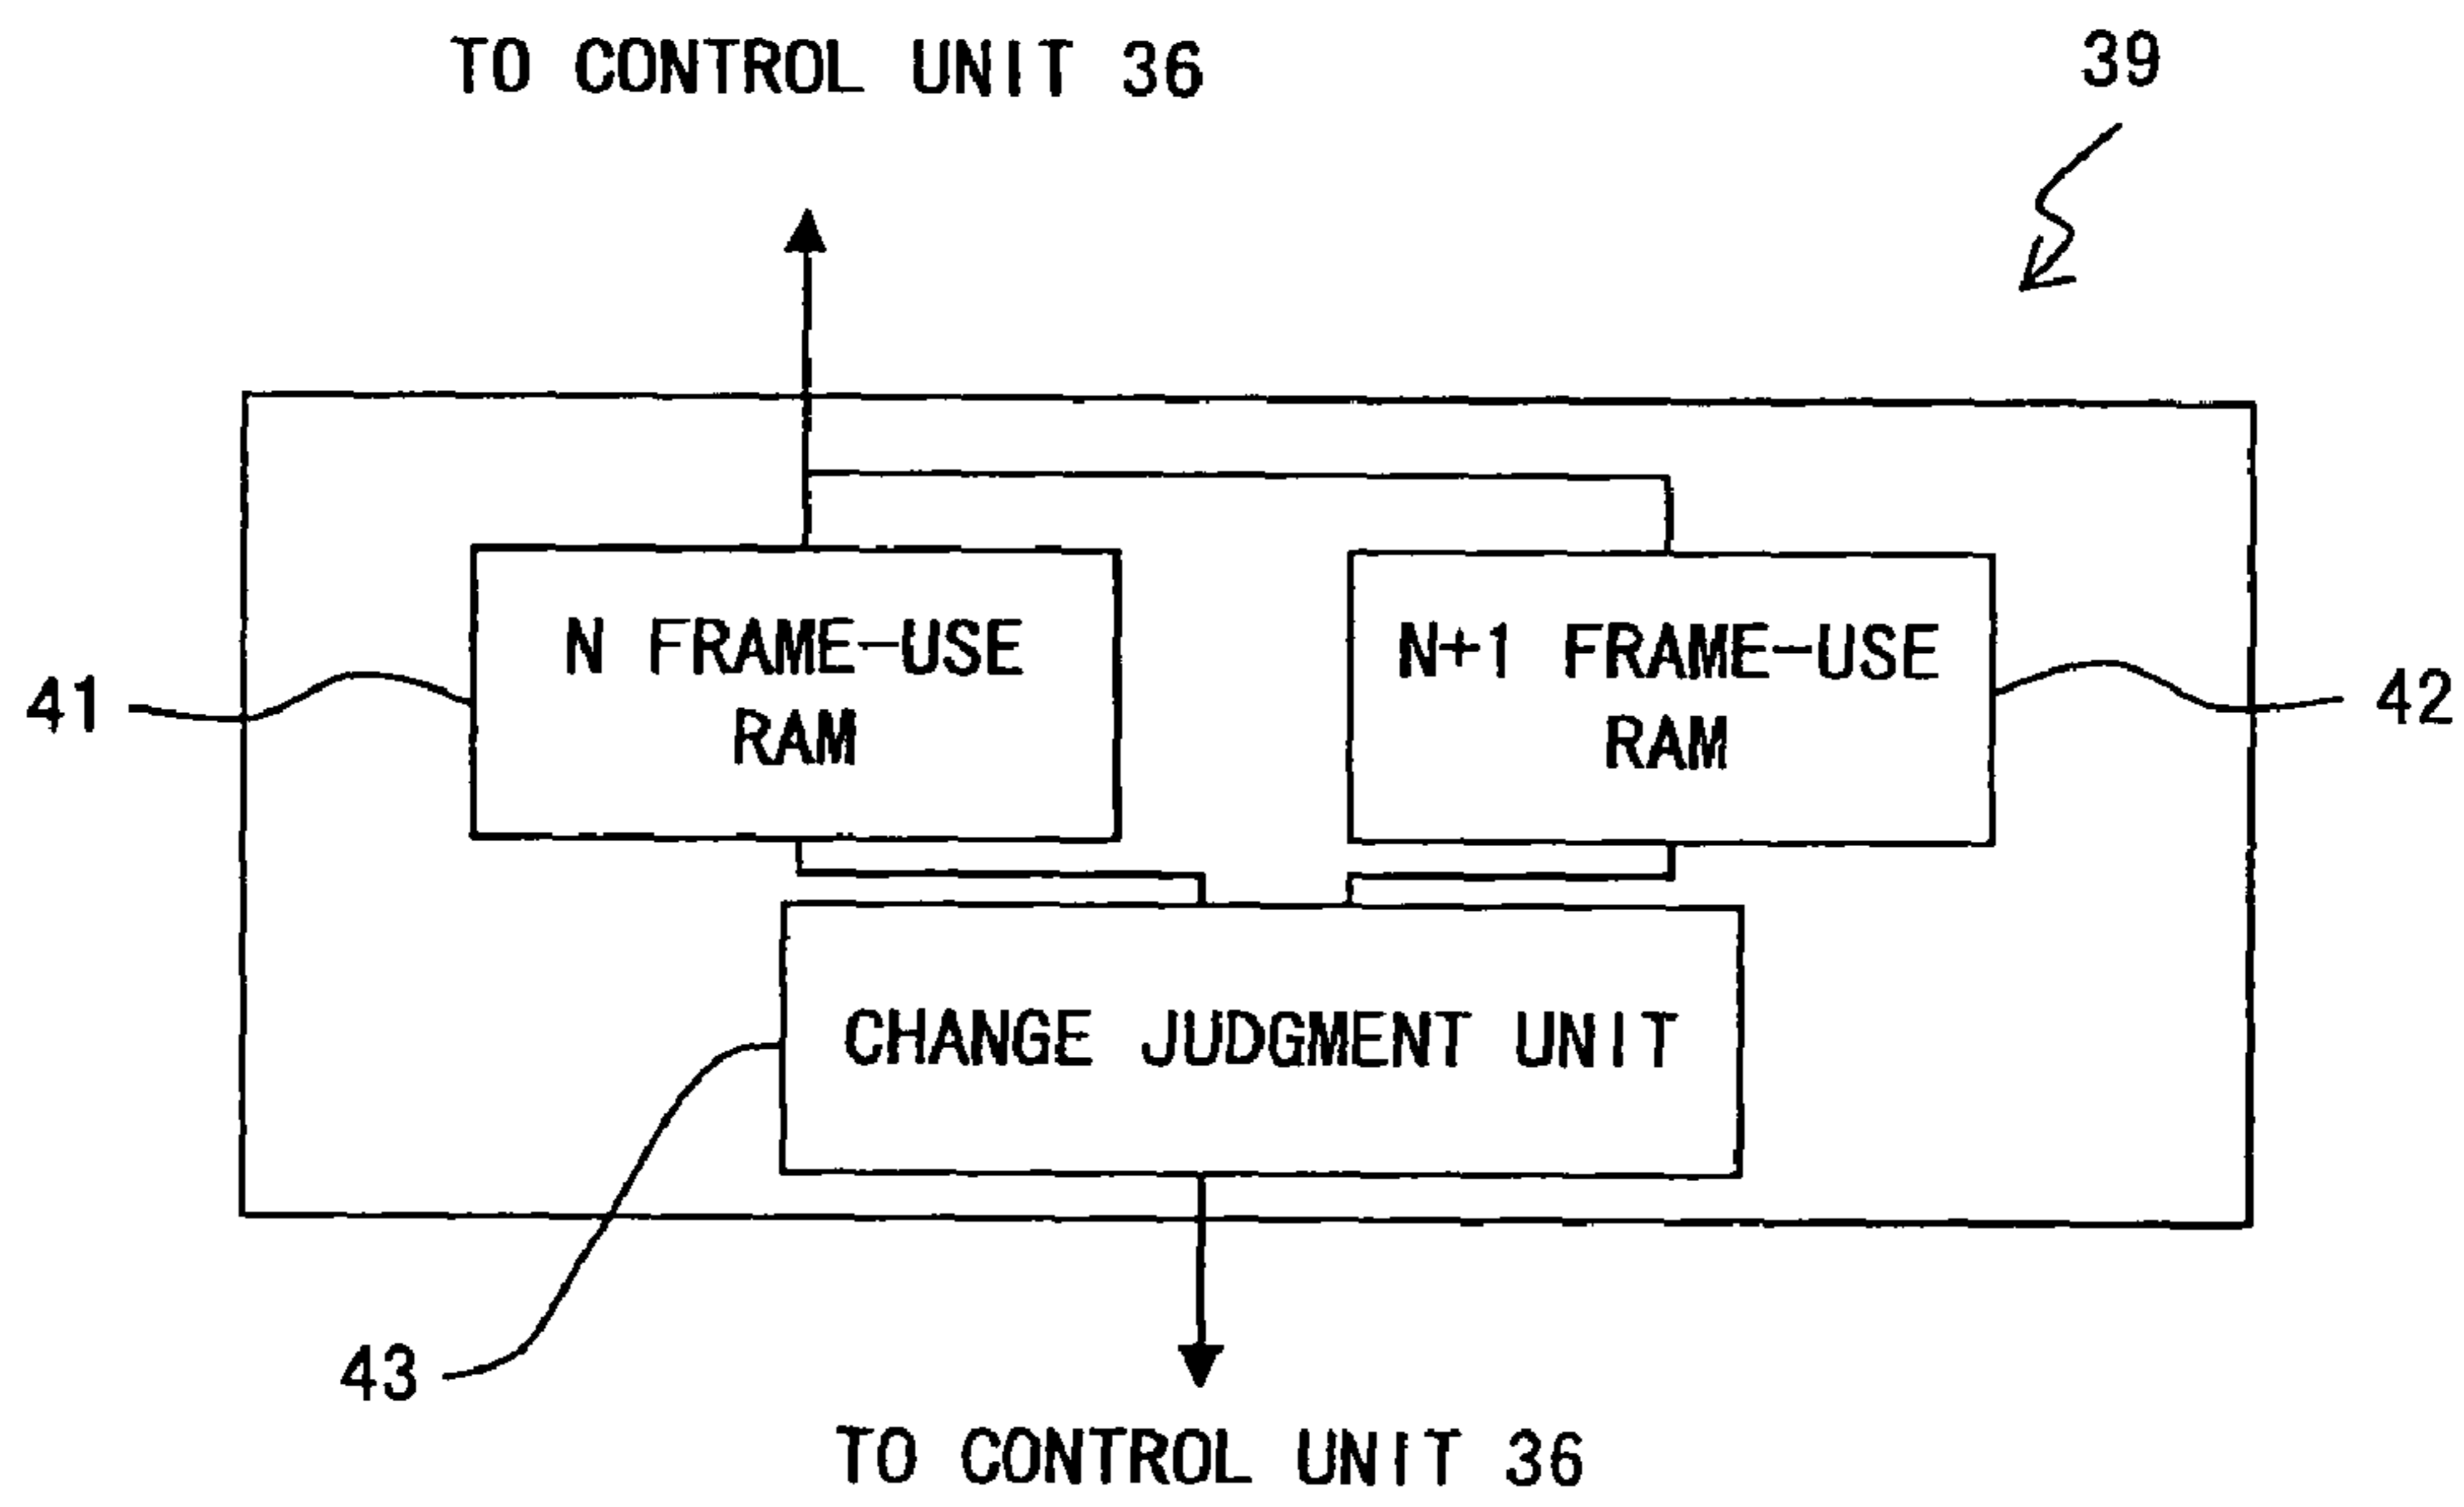 TO CONTROL UNIT 36
39
N FRAME-USE
RAM
N+1 FRAME-USE
RAM
41
42
CHANGE JUDGMENT UNIT
43
TO CONTROL UNIT 36